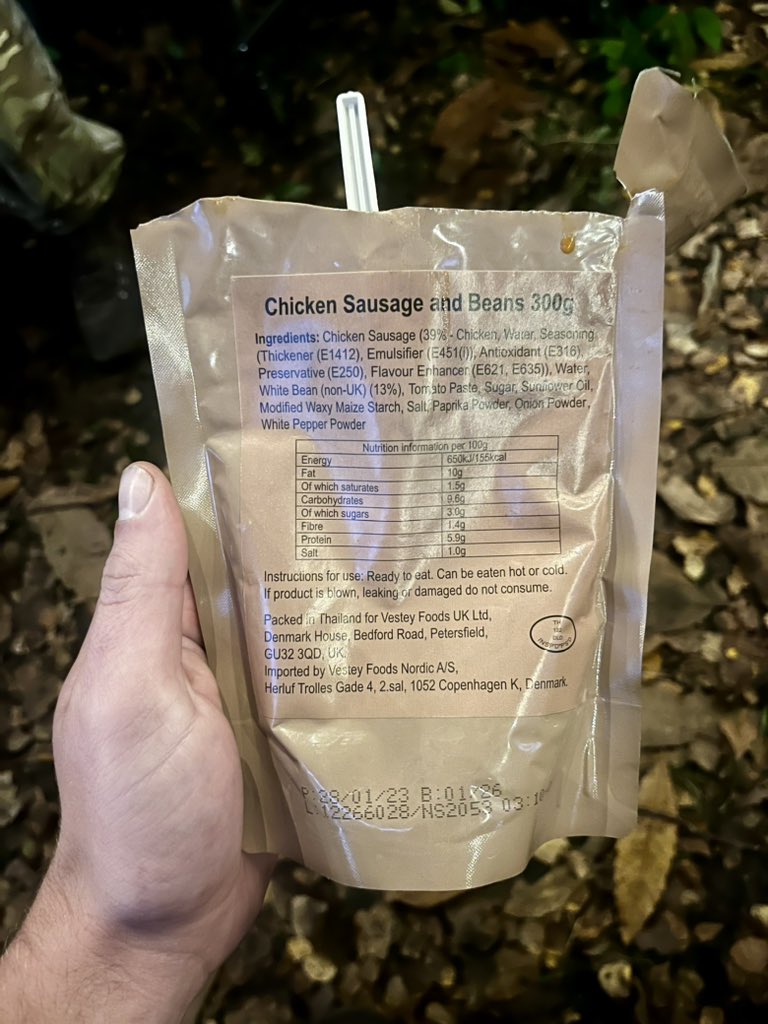 Chicken Sausage and Beans 300g
Ingredients: Chicken Sausage (39% - Chicken, Water, Seasoning
(Thickener (E1412), Emulsifier (E451(i)), Antioxidant (E316),
Preservative (E250), Flavour Enhancer (E621, E635)), Water,
White Bean (non-UK) (13%), Tomato Paste, Sugar, Sunflower Oil,
Modified Waxy Maize Starch, Salt, Paprika Powder, Onion Powder,
White Pepper Powder
Nutrition information per 100g
Energy 650kJ/155kcal
Fat 10g
Of which saturates 1.5g
Carbohydrates 9.6g
Of which sugars 3.0g
Fibre 1.4g
Protein 5.9g
Salt 1.0g
Instructions for use: Ready to eat. Can be eaten hot or cold.
If product is blown, leaking or damaged do not consume.
Packed in Thailand for Vestey Foods UK Ltd,
Denmark House, Bedford Road, Petersfield,
GU32 3QD, UK.
Imported by Vestey Foods Nordic A/S,
Herluf Trolles Gade 4, 2.sal, 1052 Copenhagen K, Denmark.
TH
INSPECTED
B:01/26
L:12266028/NS2053